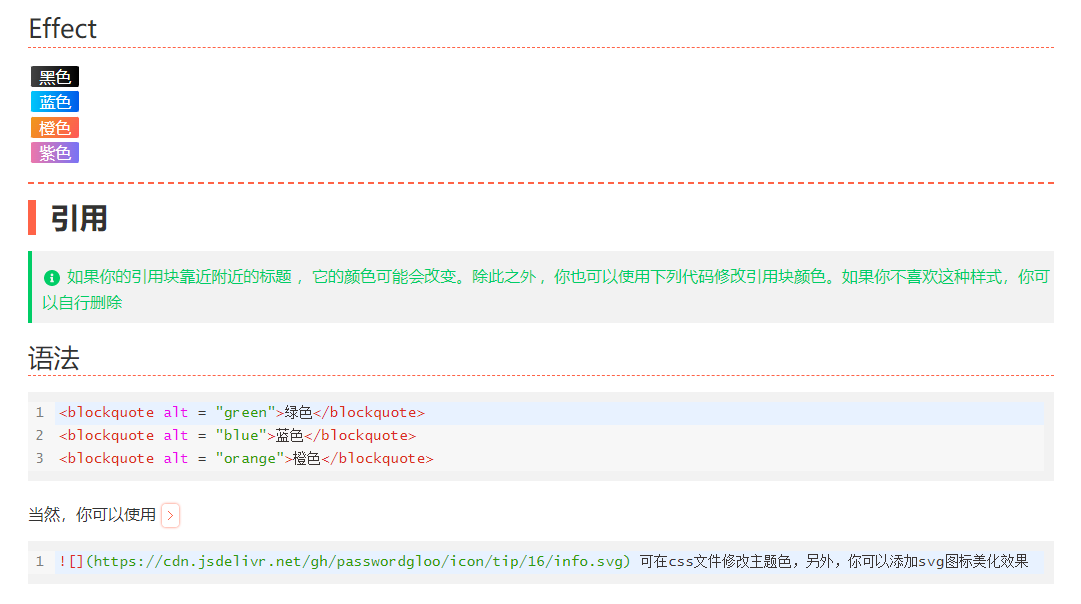 Effect
黑色
蓝色
橙色
紫色
引用
如果你的引用块靠近附近的标题 ，它的颜色可能会改变。除此之外 ，你也可以使用下列代码修改引用块颜色。如果你不喜欢这种样式，你可
以自行删除
语法
1 <blockquote alt = "green">绿色</blockquote>
2 <blockquote alt = "blue">蓝色</blockquote>
3 <blockquote alt = "orange">橙色</blockquote>
当然，你可以使用 >
1 ![](https://cdn.jsdelivr.net/gh/passwordgloo/icon/tip/16/info.svg) 可在css文件修改主题色，另外，你可以添加svg图标美化效果